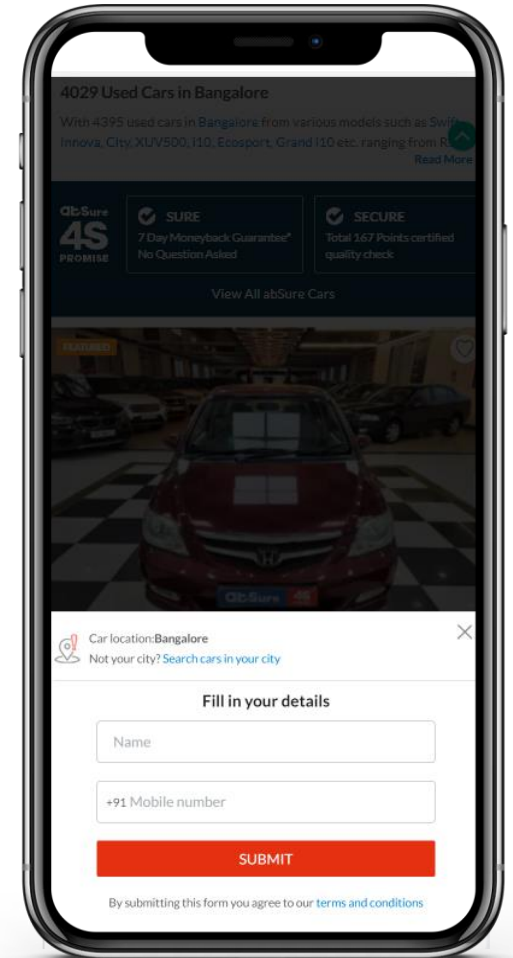 4029 Used Cars in Bangalore
With 4395 used cars in Bangalore from various models such as Swift,
Innova, City, XUV500, i10, Ecosport, Grand i10 etc. ranging from
Read More
abSure
4S
PROMISE
SURE
7 Day Moneyback Guarantee*
No Question Asked
SECURE
Total 167 Points certified
quality check
View All abSure Cars
FEATURED
abSure 4S
Car location:Bangalore
Not your city? Search cars in your city
Fill in your details
Name
+91 Mobile number
SUBMIT
By submitting this form you agree to our terms and conditions